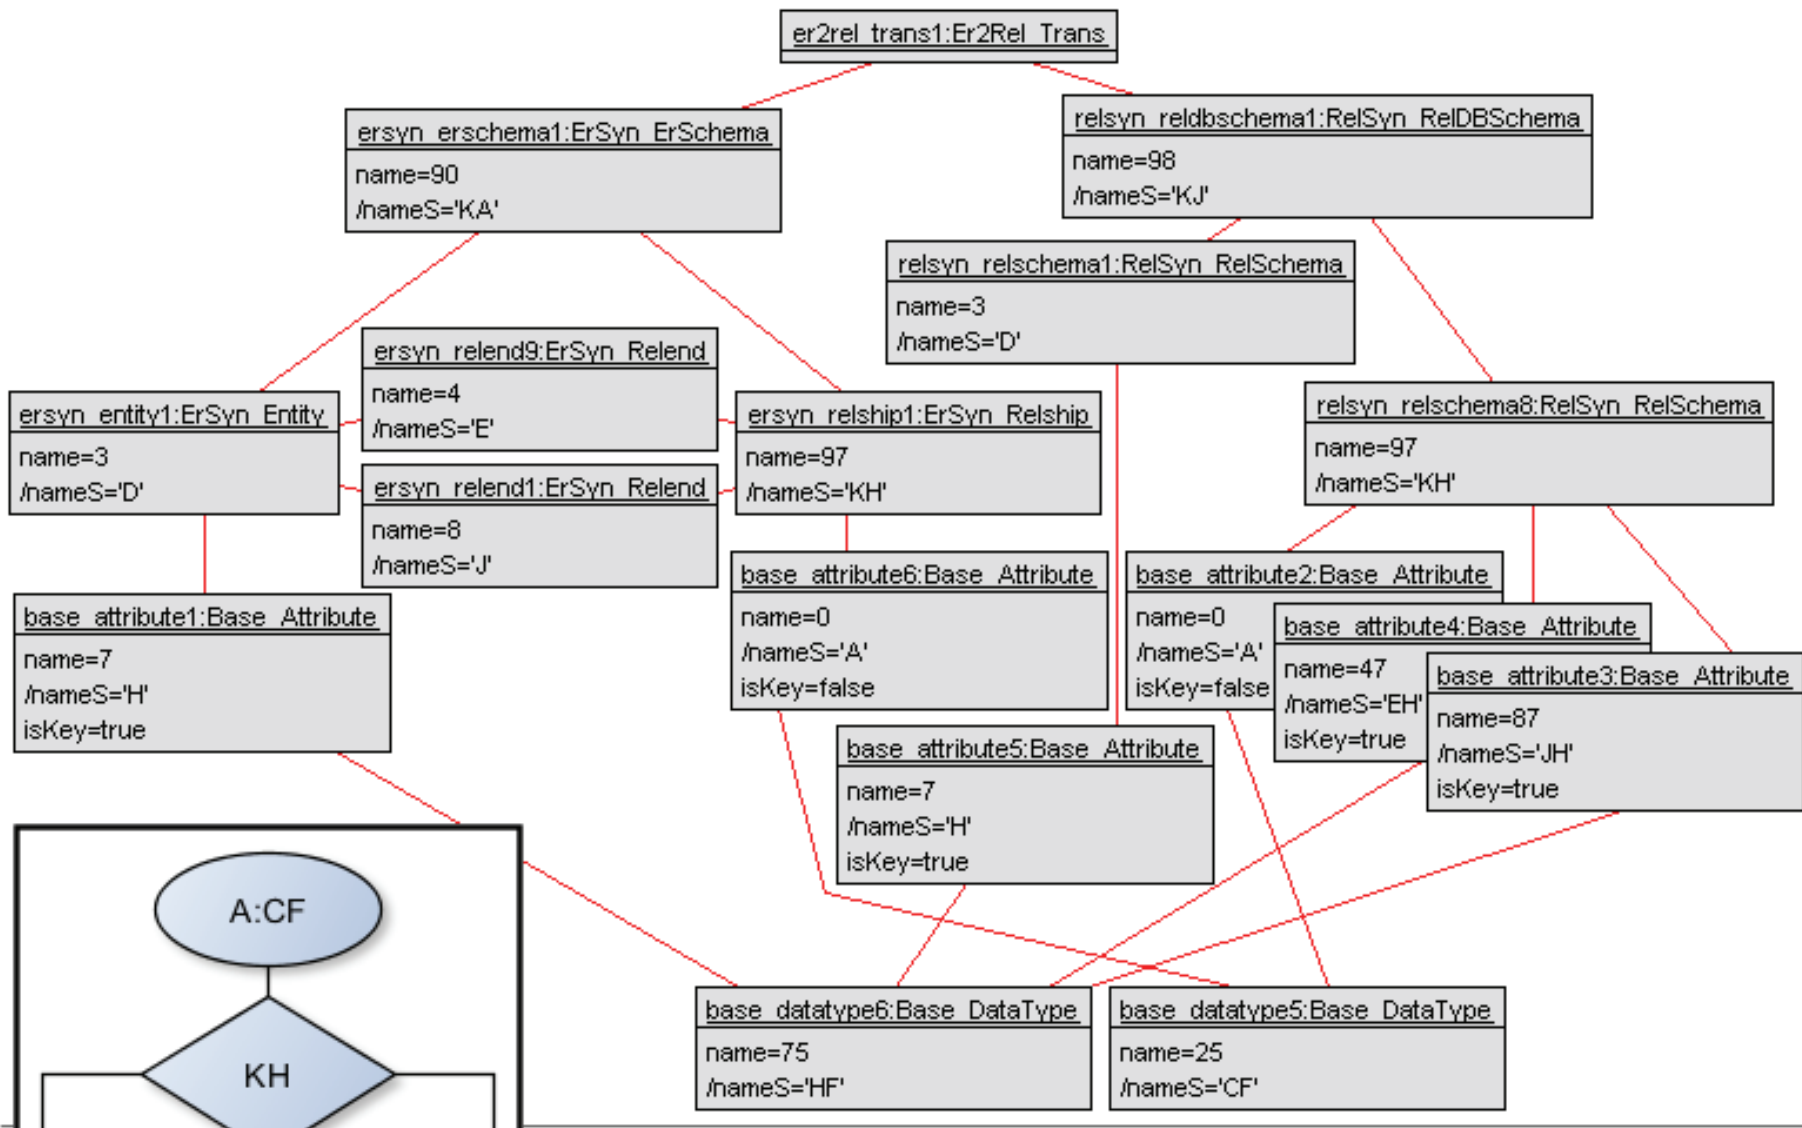 er2rel_trans1:Er2Rel_Trans
ersyn_erschema1:ErSyn_ErSchema
name=90
/nameS='KA'
relsyn_reldbschema1:RelSyn_RelDBSchema
name=98
/nameS='KJ'
relsyn_relschema1:RelSyn_RelSchema
name=3
/nameS='D'
ersyn_relend9:ErSyn_Relend
name=4
/nameS='E'
ersyn_entity1:ErSyn_Entity
name=3
/nameS='D'
ersyn_relship1:ErSyn_Relship
name=97
/nameS='KH'
relsyn_relschema8:RelSyn_RelSchema
name=97
/nameS='KH'
ersyn_relend1:ErSyn_Relend
name=8
/nameS='J'
base_attribute1:Base_Attribute
name=7
/nameS='H'
isKey=true
base_attribute6:Base_Attribute
name=0
/nameS='A'
isKey=false
base_attribute2:Base_Attribute
name=0
/nameS='A'
isKey=false
base_attribute4:Base_Attribute
name=47
/nameS='EH'
isKey=true
base_attribute3:Base_Attribute
name=87
/nameS='JH'
isKey=true
base_attribute5:Base_Attribute
name=7
/nameS='H'
isKey=true
A:CF
KH
base_datatype6:Base_DataType
name=75
/nameS='HF'
base_datatype5:Base_DataType
name=25
/nameS='CF'